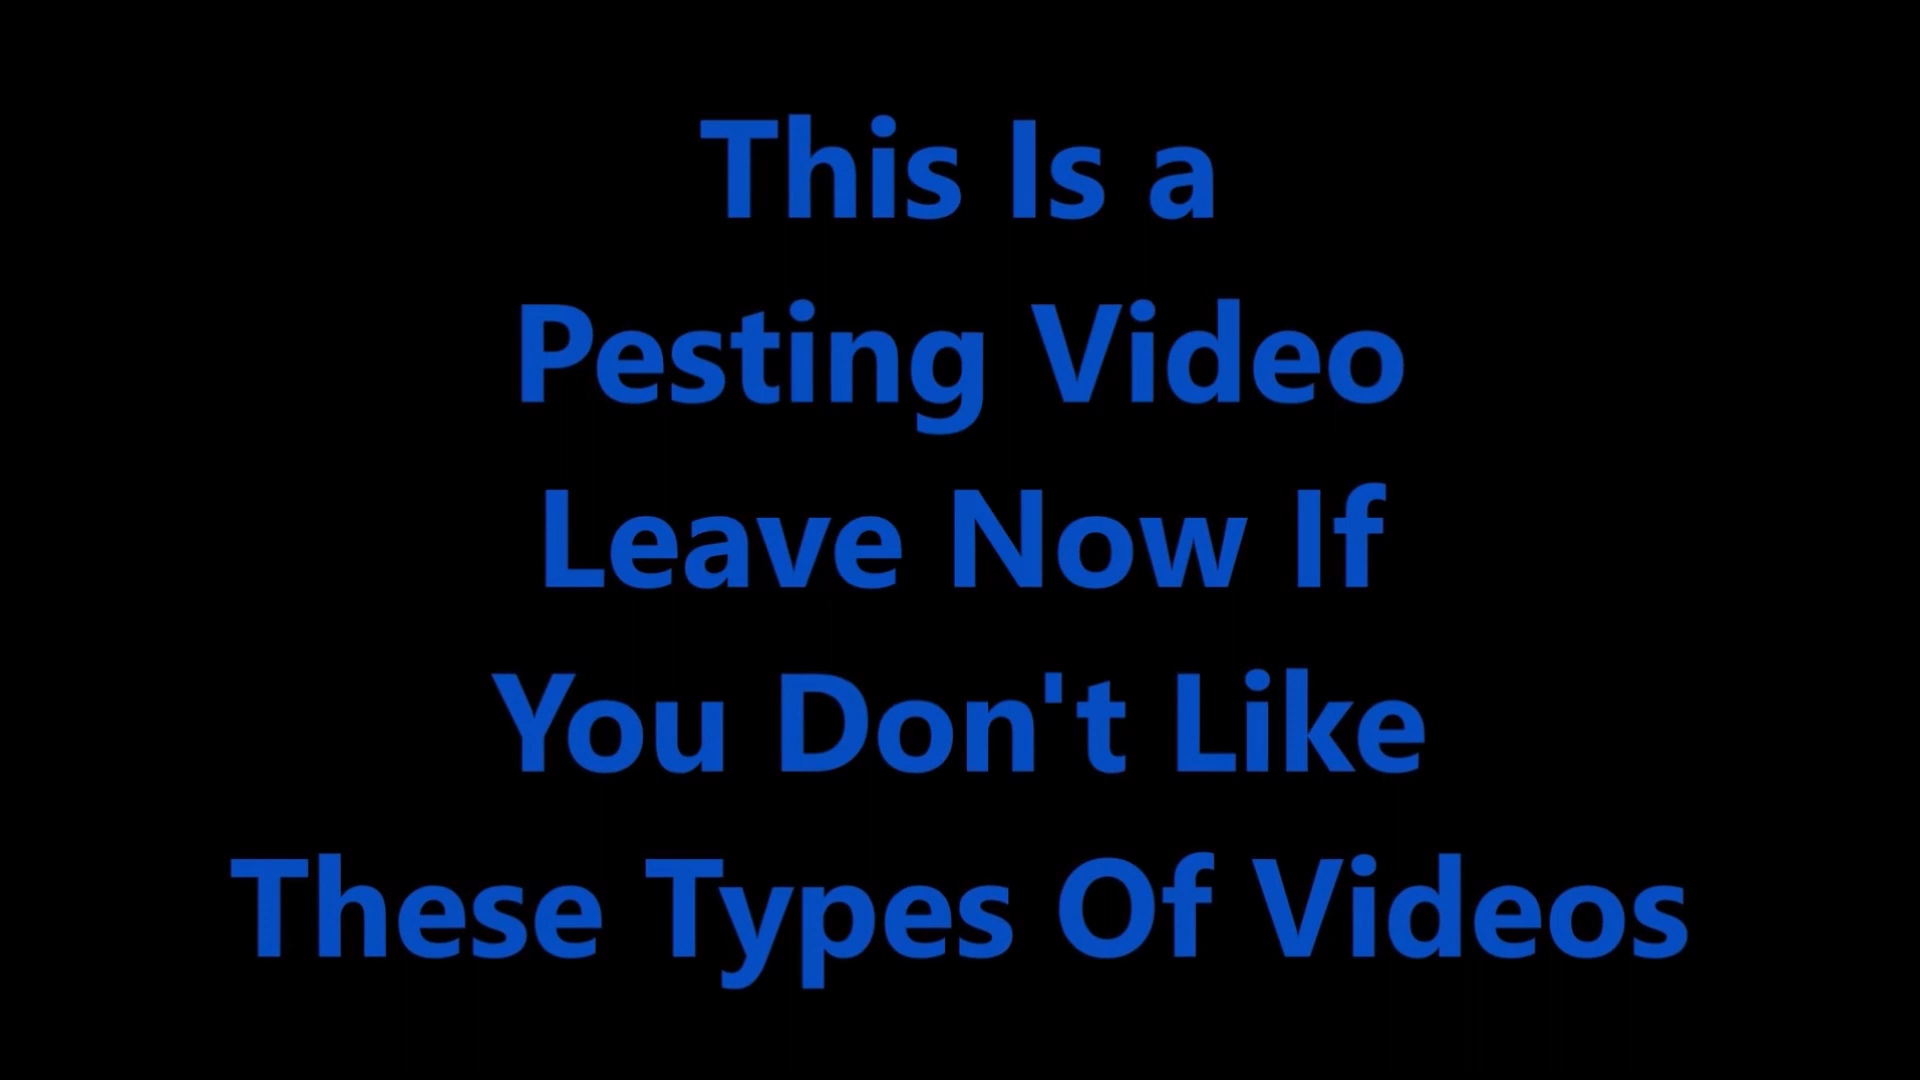 This Is a
Pesting Video
Leave Now If
You Don't Like
These Types Of Videos